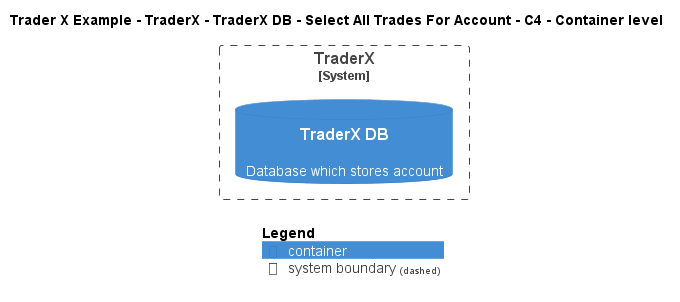 Trader X Example - TraderX - TraderX DB - Select All Trades For Account - C4 - Container level
TraderX
[System]
TraderX DB
Database which stores account
Legend
container
system boundary (dashed)